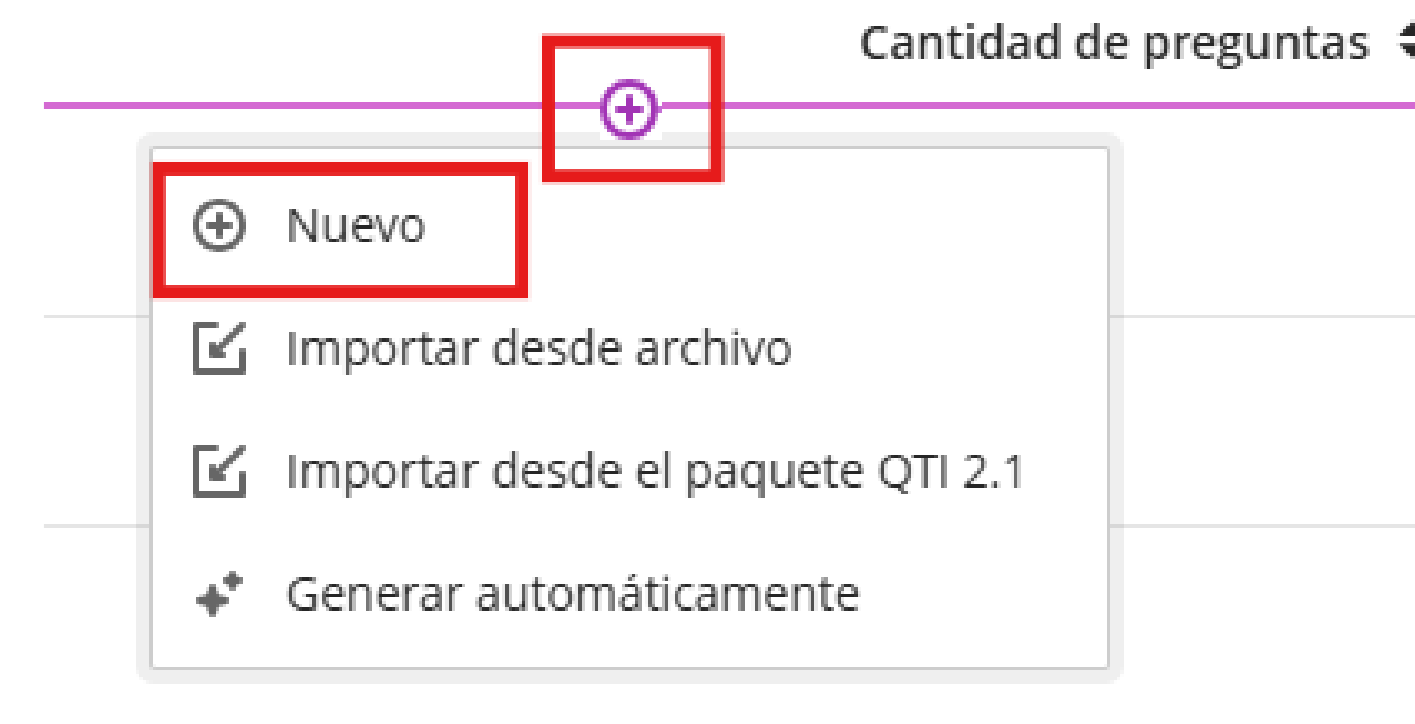 Cantidad de preguntas
Nuevo
Importar desde archivo
Importar desde el paquete QTI 2.1
Generar automáticamente